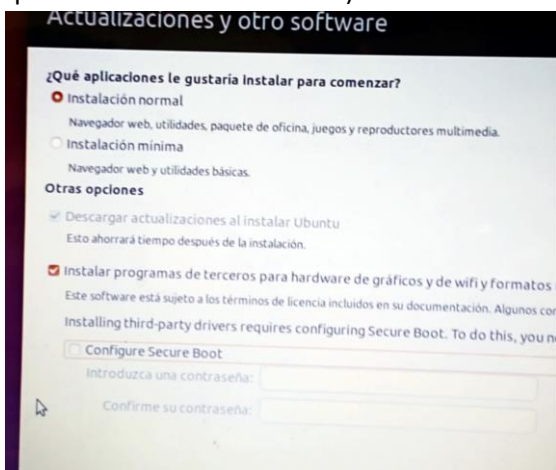 Actualizaciones y otro software
¿Qué aplicaciones le gustaría instalar para comenzar?
Instalación normal
Navegador web, utilidades, paquete de oficina, juegos y reproductores multimedia.
Instalación mínima
Navegador web y utilidades básicas.
Otras opciones
Descargar actualizaciones al instalar Ubuntu
Esto ahorrará tiempo después de la instalación.
Instalar programas de terceros para hardware de gráficos y de wifi y formatos
Este software está sujeto a los términos de licencia incluidos en su documentación. Algunos
Installing third-party drivers requires configuring Secure Boot. To do this, you
Configure Secure Boot
Introduzca una contraseña:
Confirme su contraseña: